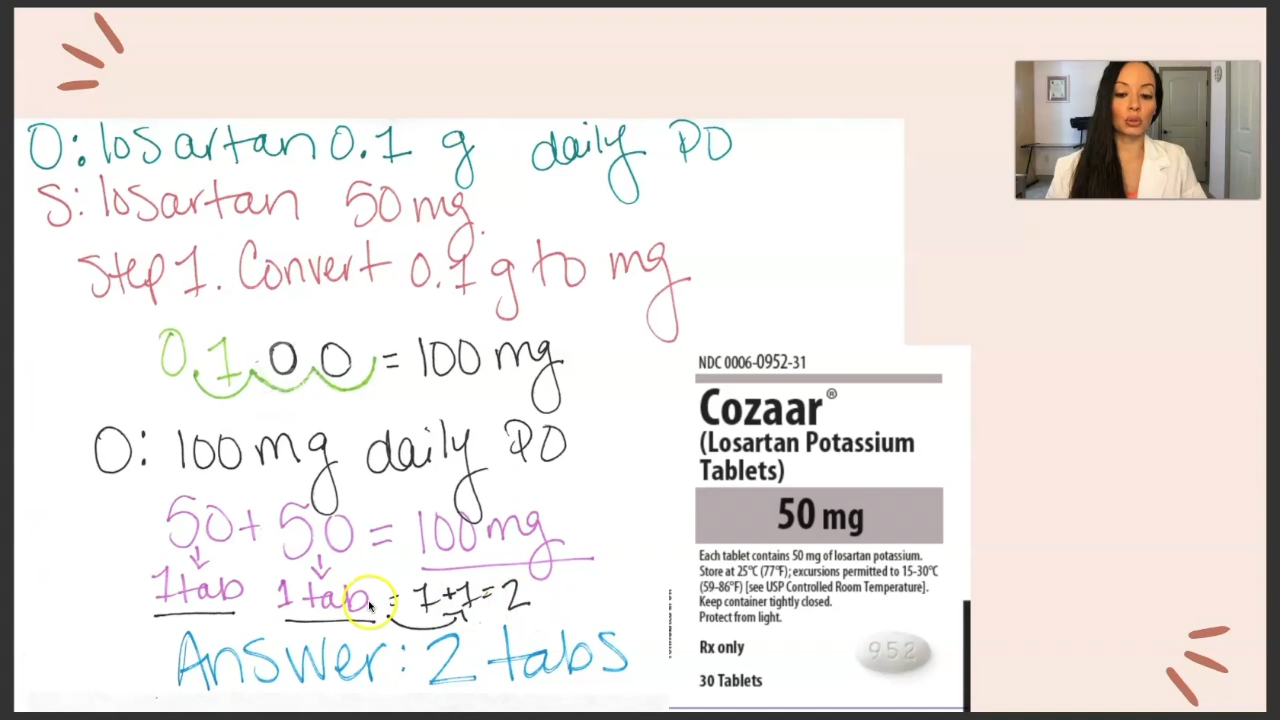 O: losartan 0.1 g daily PO
S: losartan 50 mg.
Step 1. Convert 0.1 g to mg
0.100 = 100 mg
O: 100 mg daily PO
50 + 50 = 100 mg
1 tab 1 tab = 1+1=2
Answer: 2 tabs
NDC 0006-0952-31
Cozaar®
(Losartan Potassium
Tablets)
50 mg
Each tablet contains 50 mg of losartan potassium.
Store at 25°C (77°F); excursions permitted to 15-30°C
(59-86°F) [see USP Controlled Room Temperature].
Keep container tightly closed.
Protect from light.
Rx only
952
30 Tablets